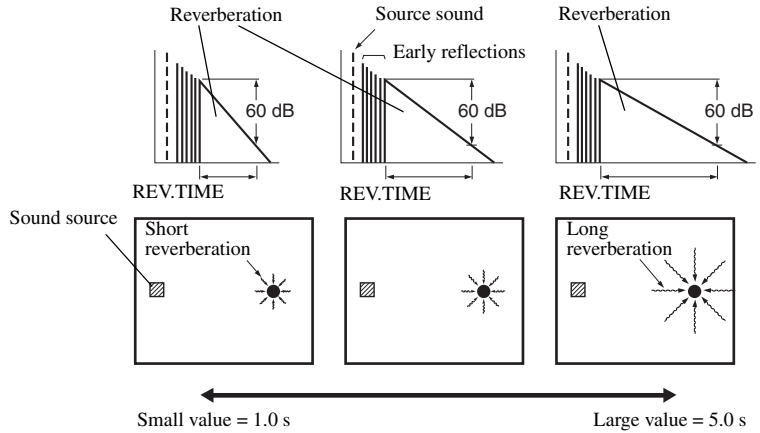 Reverberation
Source sound
Reverberation
Early reflections
60 dB
60 dB
60 dB
REV.TIME
REV.TIME
REV.TIME
Sound source
Short
reverberation
Long
reverberation
Small value = 1.0 s
Large value = 5.0 s